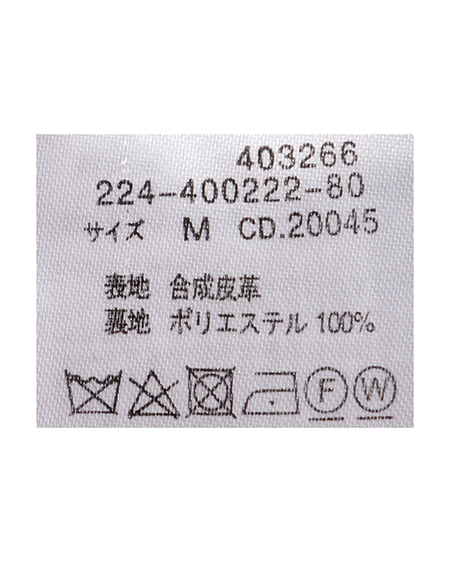 403266
224-400222-80
サイズ M CD.20045
表地 合成皮革
裏地 ポリエステル 100%
F W